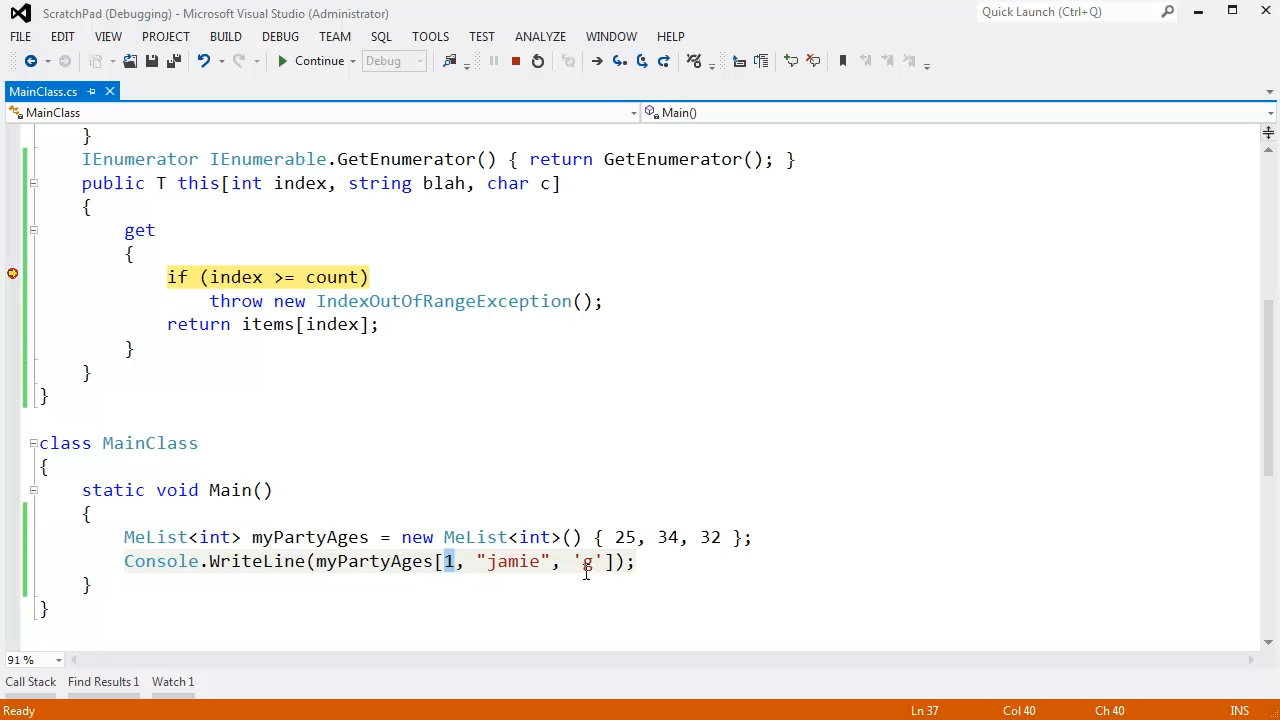 ScratchPad (Debugging) - Microsoft Visual Studio (Administrator)
Quick Launch (Ctrl+Q)
FILE EDIT VIEW PROJECT BUILD DEBUG TEAM SQL TOOLS TEST ANALYZE WINDOW HELP
Continue Debug
MainClass.cs
MainClass Main()
}
IEnumerator IEnumerable.GetEnumerator() { return GetEnumerator(); }
public T this[int index, string blah, char c]
{
get
{
if (index >= count)
throw new IndexOutOfRangeException();
return items[index];
}
}
}
class MainClass
{
static void Main()
{
MeList<int> myPartyAges = new MeList<int>() { 25, 34, 32 };
Console.WriteLine(myPartyAges[1, "jamie", 'g']);
}
}
91 %
Call Stack Find Results 1 Watch 1
Ready Ln 37 Col 40 Ch 40 INS